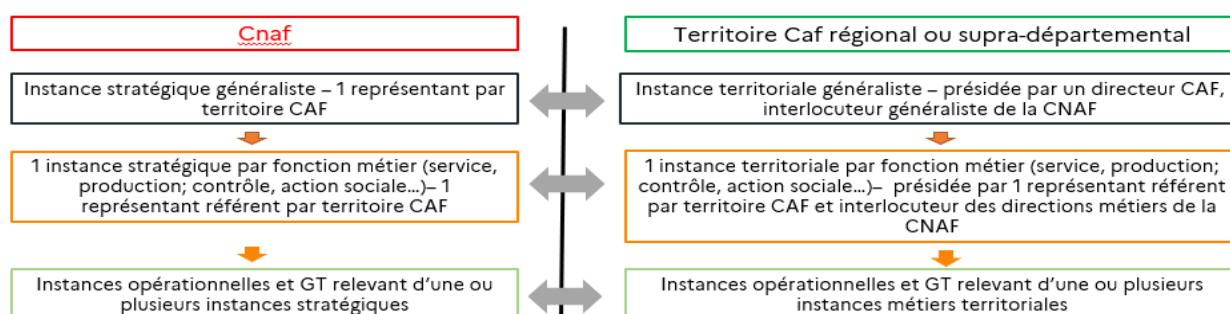 Cnaf
Territoire Caf régional ou supra-départemental
Instance stratégique généraliste – 1 représentant par
territoire CAF
Instance territoriale généraliste – présidée par un directeur CAF,
interlocuteur généraliste de la CNAF
1 instance stratégique par fonction métier (service,
production; contrôle, action sociale...)– 1
représentant référent par territoire CAF
1 instance territoriale par fonction métier (service, production;
contrôle, action sociale...)– présidée par 1 représentant référent
par territoire CAF et interlocuteur des directions métiers de la
CNAF
Instances opérationnelles et GT relevant d'une ou
plusieurs instances stratégiques
Instances opérationnelles et GT relevant d'une ou plusieurs
instances métiers territoriales